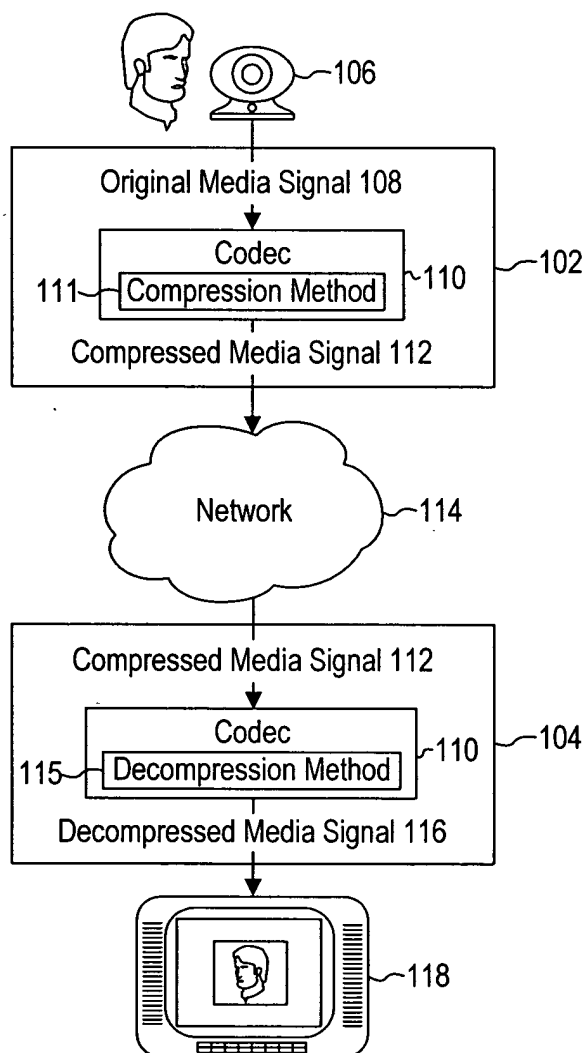 106
Original Media Signal 108
Codec
110
111
Compression Method
102
Compressed Media Signal 112
Network
114
Compressed Media Signal 112
Codec
110
115
Decompression Method
104
Decompressed Media Signal 116
118